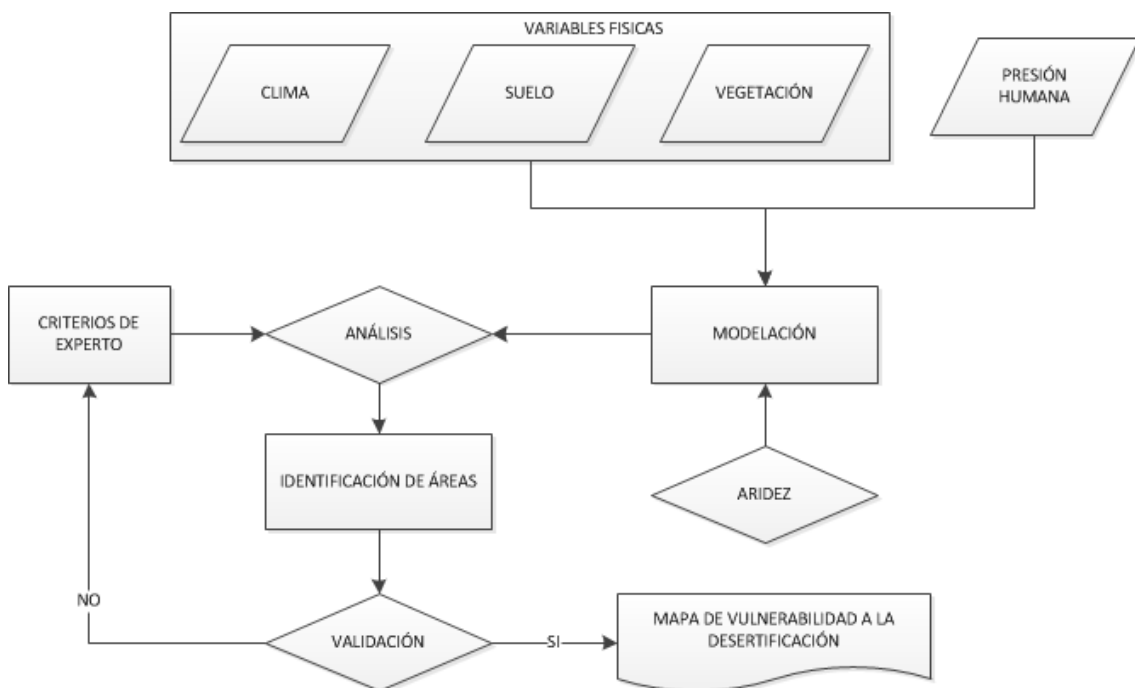 VARIABLES FISICAS
CLIMA
SUELO
VEGETACIÓN
PRESIÓN
HUMANA
CRITERIOS DE
EXPERTO
ANÁLISIS
MODELACIÓN
IDENTIFICACIÓN DE ÁREAS
ARIDEZ
NO
VALIDACIÓN
SI
MAPA DE VULNERABILIDAD A LA
DESERTIFICACIÓN